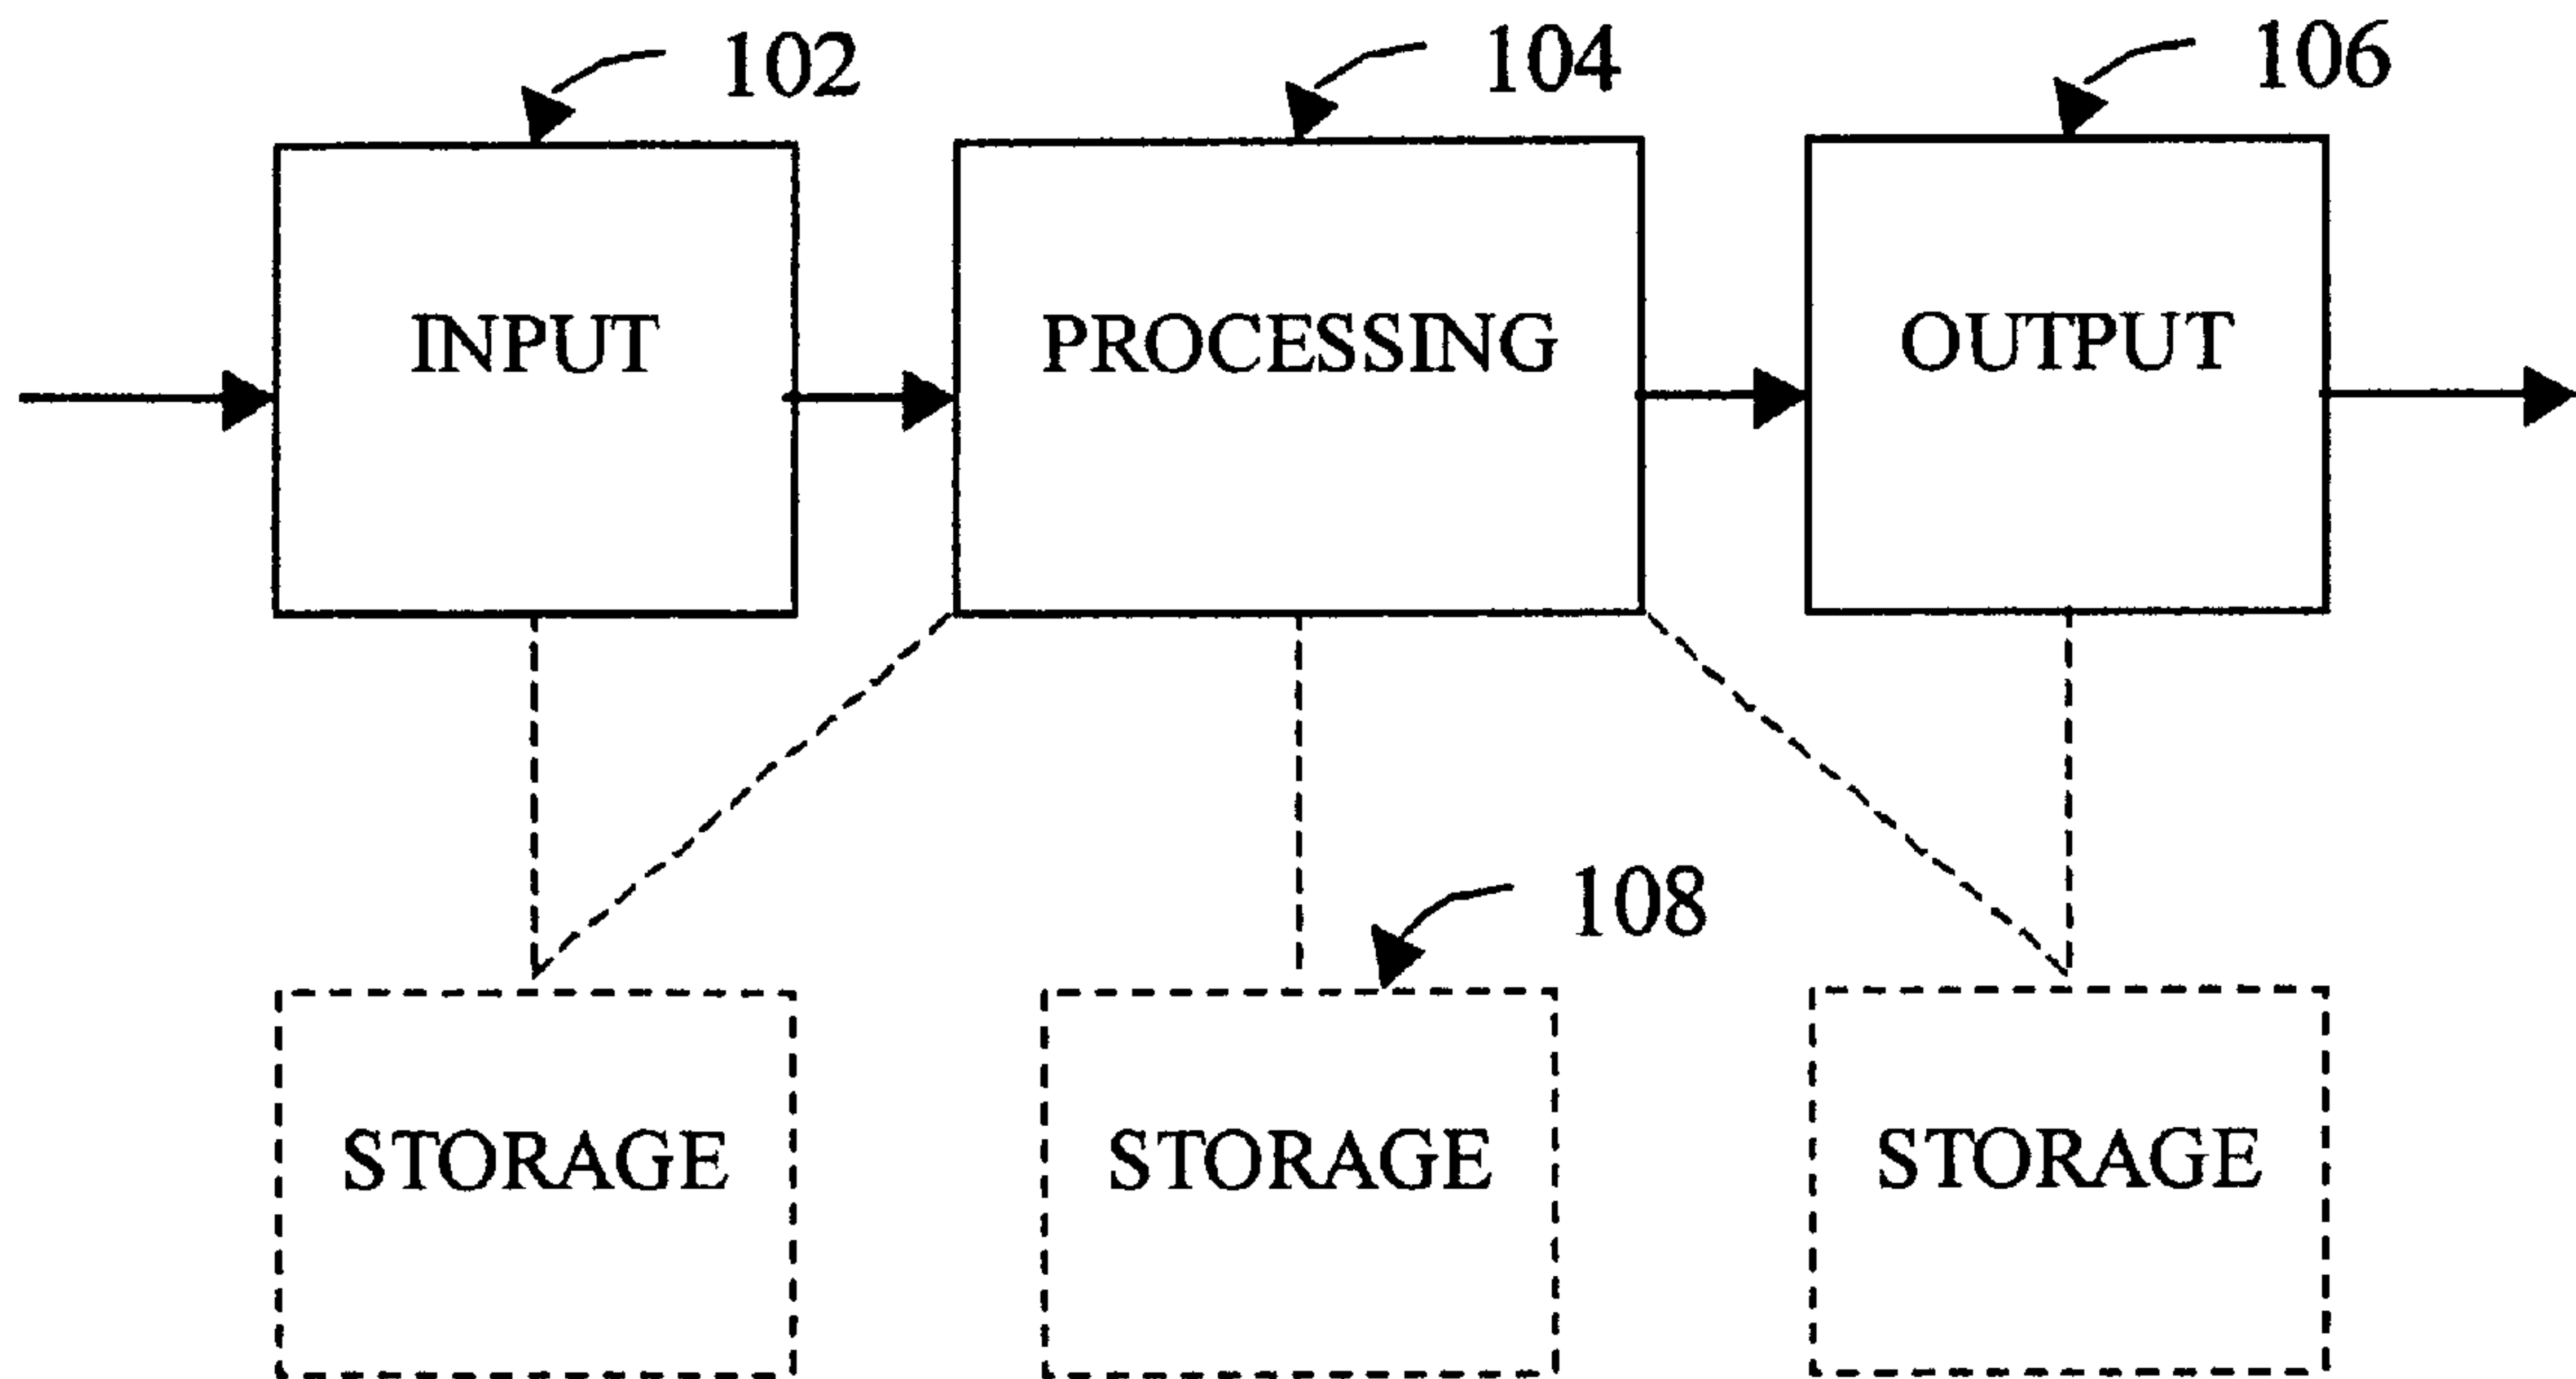 102
104
106
INPUT
PROCESSING
OUTPUT
108
STORAGE
STORAGE
STORAGE